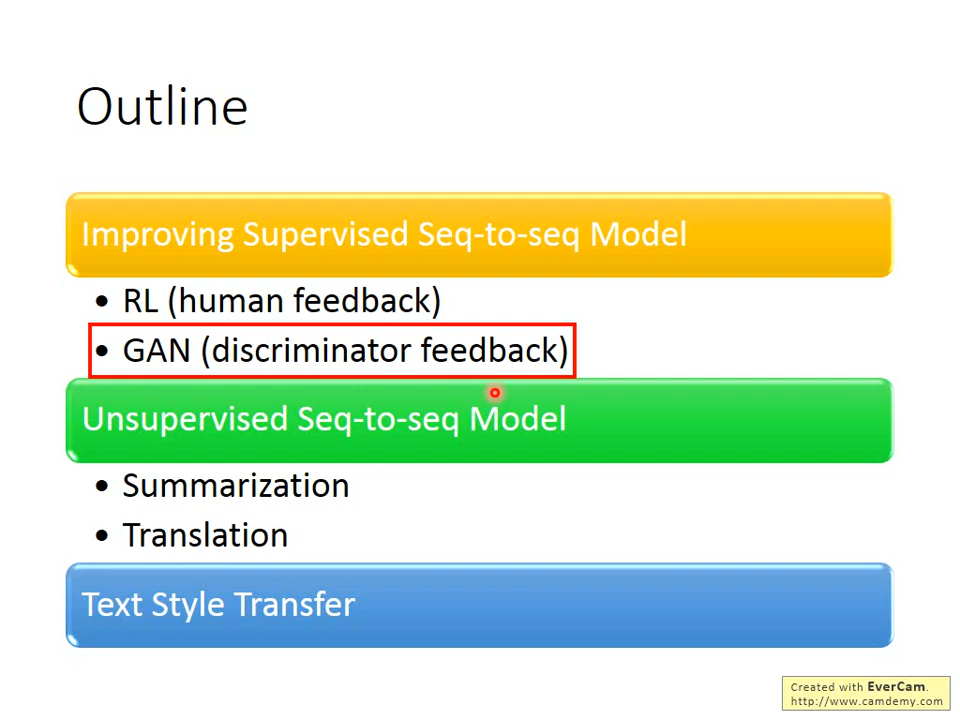 Outline
Improving Supervised Seq-to-seq Model
• RL (human feedback)
• GAN (discriminator feedback)
Unsupervised Seq-to-seq Model
• Summarization
• Translation
Text Style Transfer
Created with EverCam.
http://www.camdemy.com